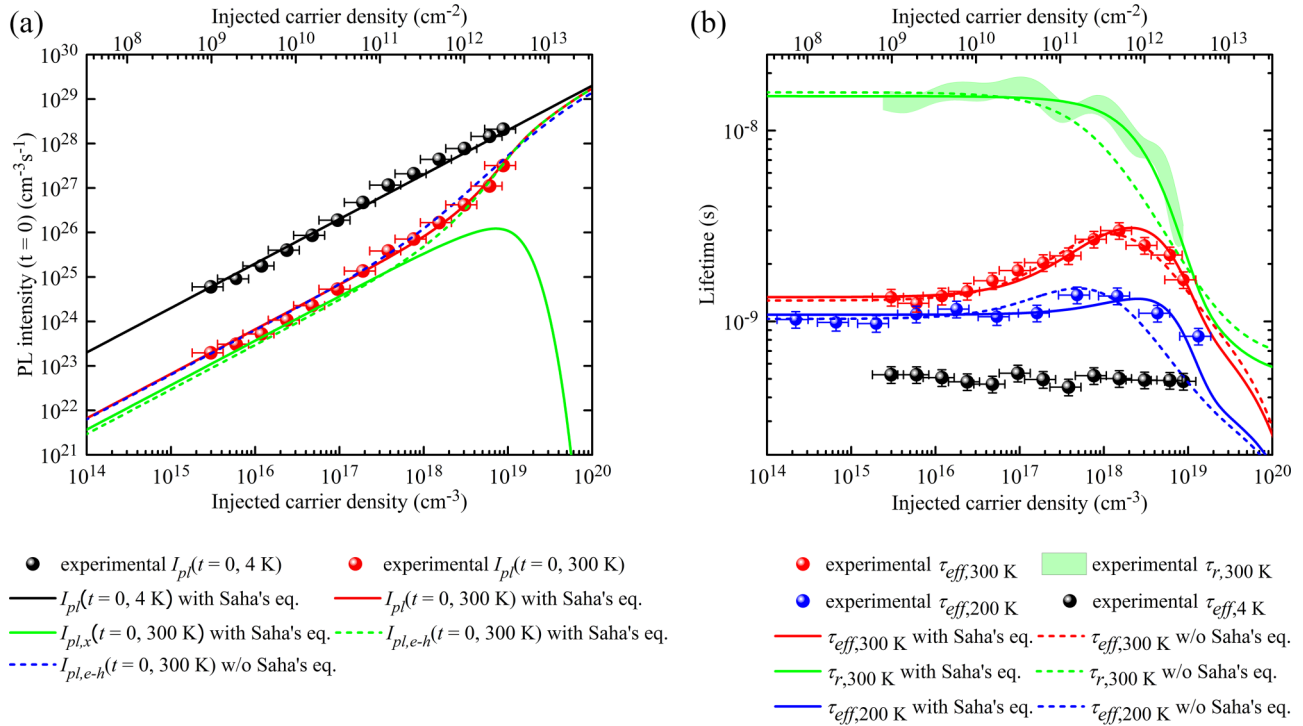 (a)
Injected carrier density (cm⁻²)
10⁸ 10⁹ 10¹⁰ 10¹¹ 10¹² 10¹³
PL intensity (t = 0) (cm⁻³s⁻¹)
10³⁰
10²⁹
10²⁸
10²⁷
10²⁶
10²⁵
10²⁴
10²³
10²²
10²¹
10¹⁴ 10¹⁵ 10¹⁶ 10¹⁷ 10¹⁸ 10¹⁹ 10²⁰
Injected carrier density (cm⁻³)
experimental I_pl(t = 0, 4 K)
experimental I_pl(t = 0, 300 K)
I_pl(t = 0, 4 K) with Saha's eq.
I_pl(t = 0, 300 K) with Saha's eq.
I_pl,x(t = 0, 300 K) with Saha's eq.
I_pl,e-h(t = 0, 300 K) with Saha's eq.
I_pl,e-h(t = 0, 300 K) w/o Saha's eq.
(b)
Injected carrier density (cm⁻²)
10⁸ 10⁹ 10¹⁰ 10¹¹ 10¹² 10¹³
Lifetime (s)
10⁻⁸
10⁻⁹
10¹⁴ 10¹⁵ 10¹⁶ 10¹⁷ 10¹⁸ 10¹⁹ 10²⁰
Injected carrier density (cm⁻³)
experimental τ_eff,300 K
experimental τ_r,300 K
experimental τ_eff,200 K
experimental τ_eff,4 K
τ_eff,300 K with Saha's eq.
τ_eff,300 K w/o Saha's eq.
τ_r,300 K with Saha's eq.
τ_r,300 K w/o Saha's eq.
τ_eff,200 K with Saha's eq.
τ_eff,200 K w/o Saha's eq.